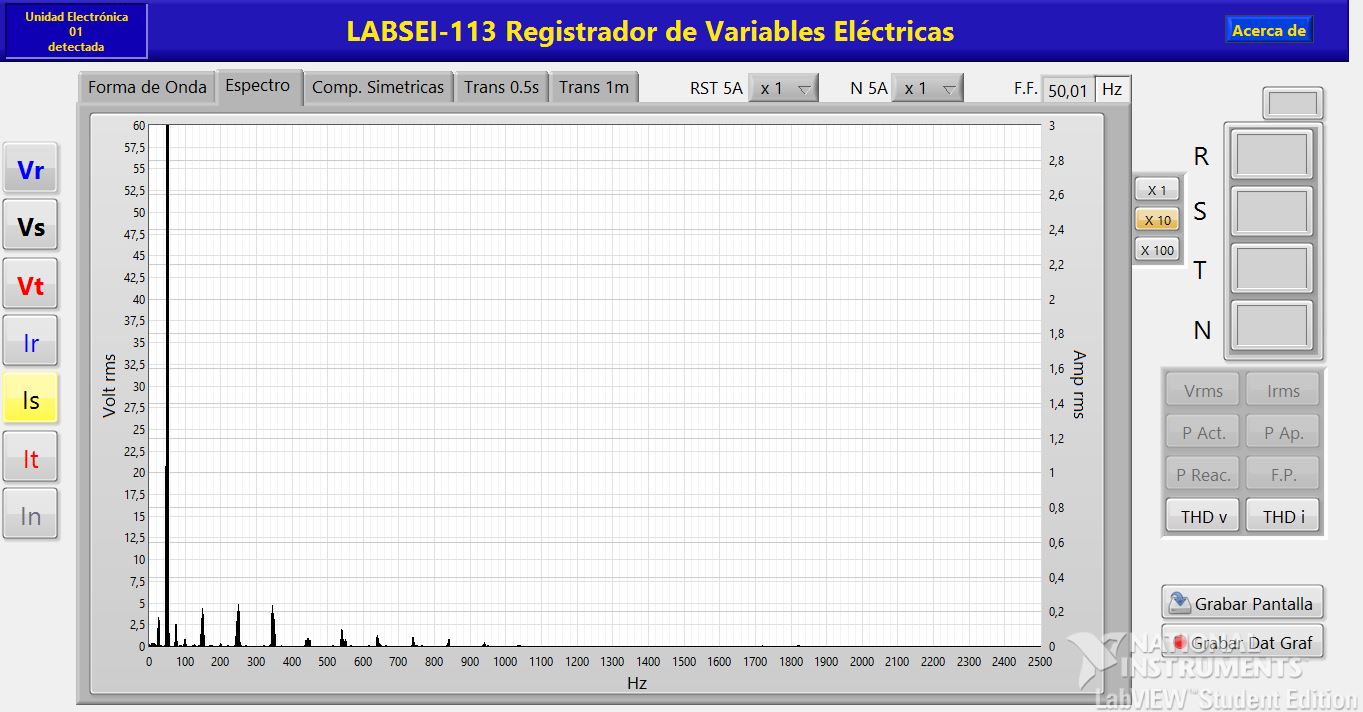 Unidad Electrónica
01
detectada
LABSEI-113 Registrador de Variables Eléctricas
Acerca de
Forma de Onda
Espectro
Comp. Simetricas
Trans 0.5s
Trans 1m
RST 5A
x 1
N 5A
x 1
F.F.
50,01
Hz
Vr
Vs
Vt
Ir
Is
It
In
Volt rms
60
57,5
55
52,5
50
47,5
45
42,5
40
37,5
35
32,5
30
27,5
25
22,5
20
17,5
15
12,5
10
7,5
5
2,5
0
0 100 200 300 400 500 600 700 800 900 1000 1100 1200 1300 1400 1500 1600 1700 1800 1900 2000 2100 2200 2300 2400 2500
Hz
3
2,8
2,6
2,4
2,2
2
1,8
1,6
1,4
1,2
1
0,8
0,6
0,4
0,2
0
Amp rms
X 1
X 10
X 100
R
S
T
N
Vrms
Irms
P Act.
P Ap.
P Reac.
F.P.
THD v
THD i
Grabar Pantalla
Grabar Dat Graf
NATIONAL
INSTRUMENTS™
LabVIEW™ Student Edition